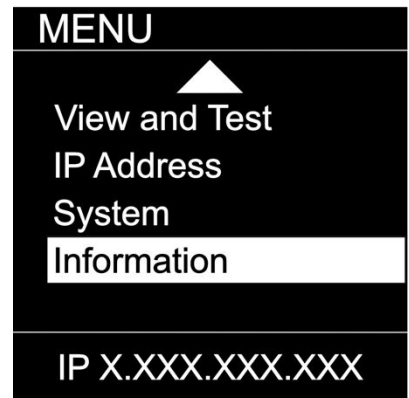 MENU
View and Test
IP Address
System
Information
IP X.XXX.XXX.XXX